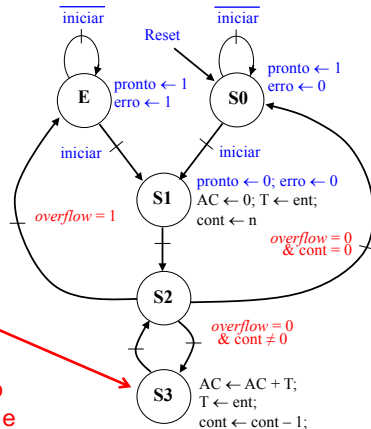 iniciar
iniciar
Reset
E
pronto ← 1
erro ← 1
S0
pronto ← 1
erro ← 0
iniciar
iniciar
S1
pronto ← 0; erro ← 0
AC ← 0; T ← ent;
cont ← n
overflow = 1
overflow = 0
& cont = 0
S2
overflow = 0
& cont ≠ 0
S3
AC ← AC + T;
T ← ent;
cont ← cont – 1;
o
e